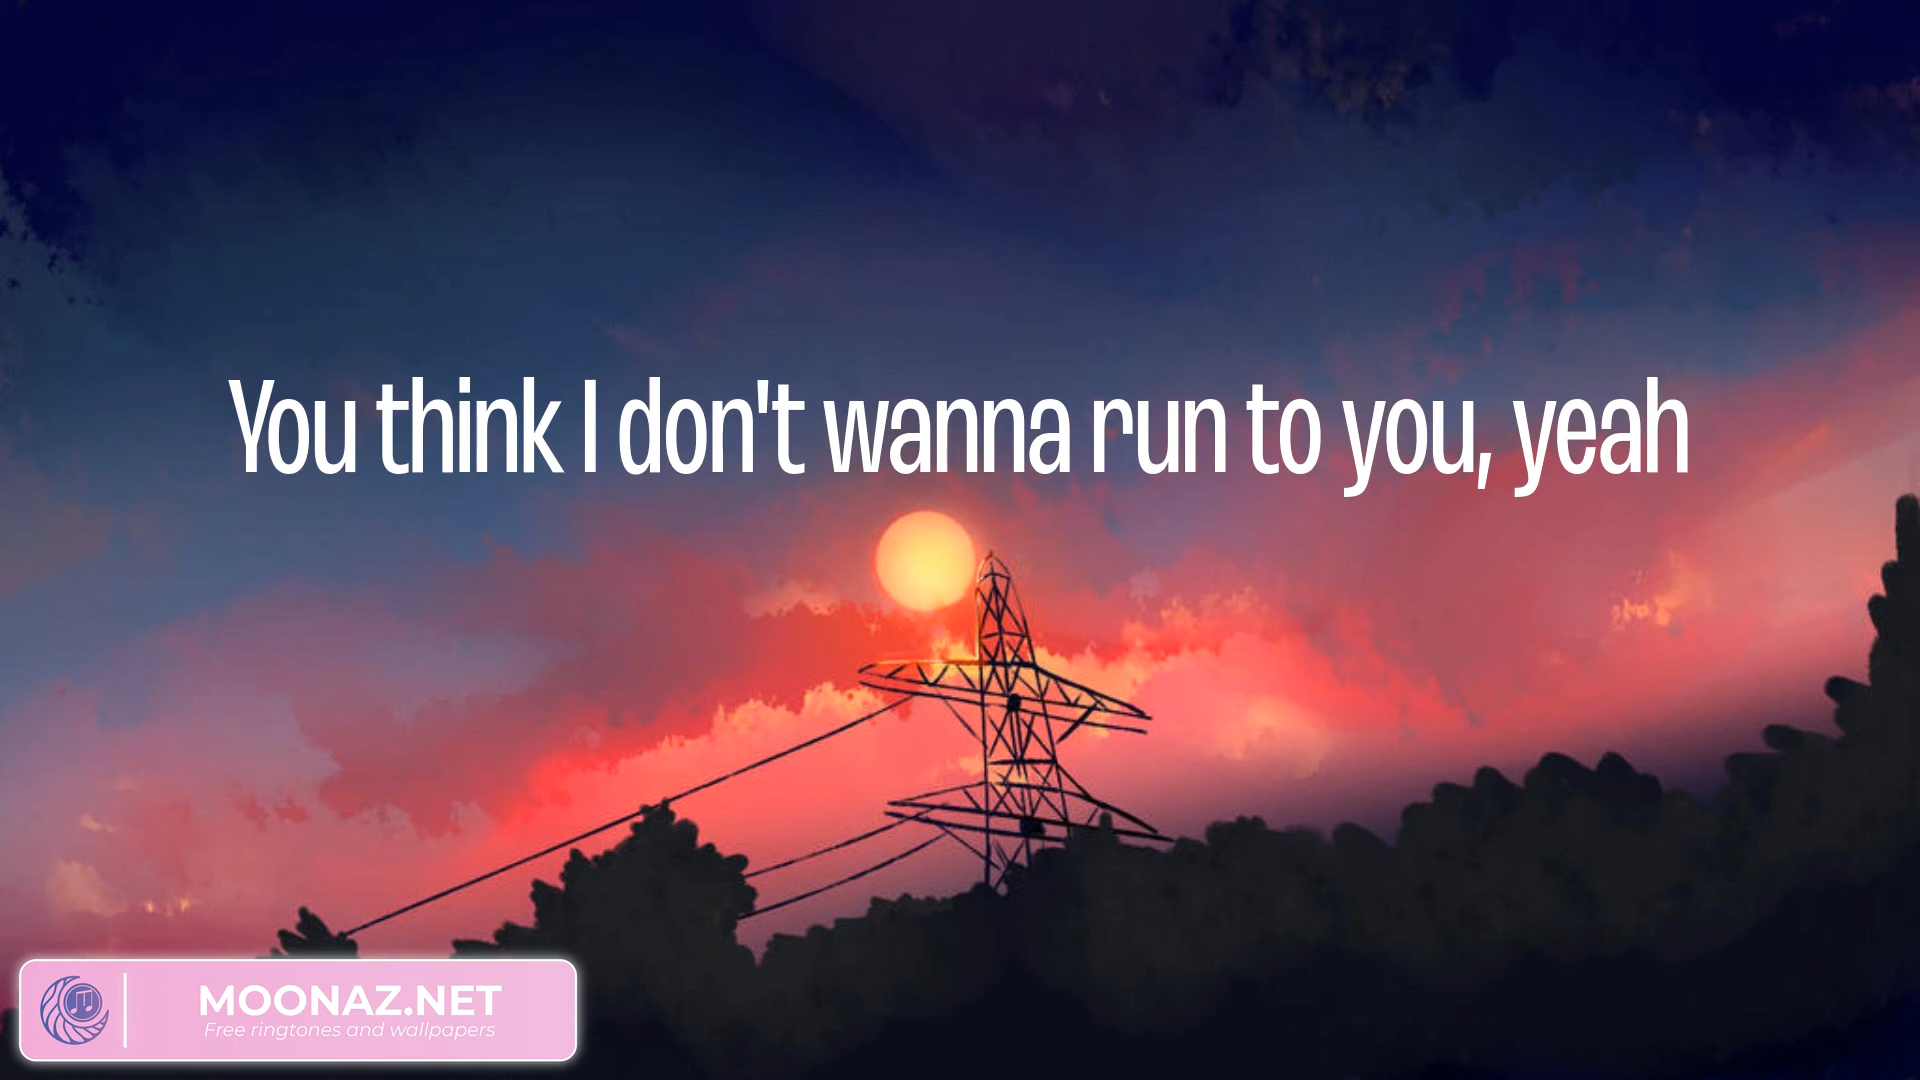 You think I don't wanna run to you, yeah
MOONAZ.NET
Free ringtones and wallpapers